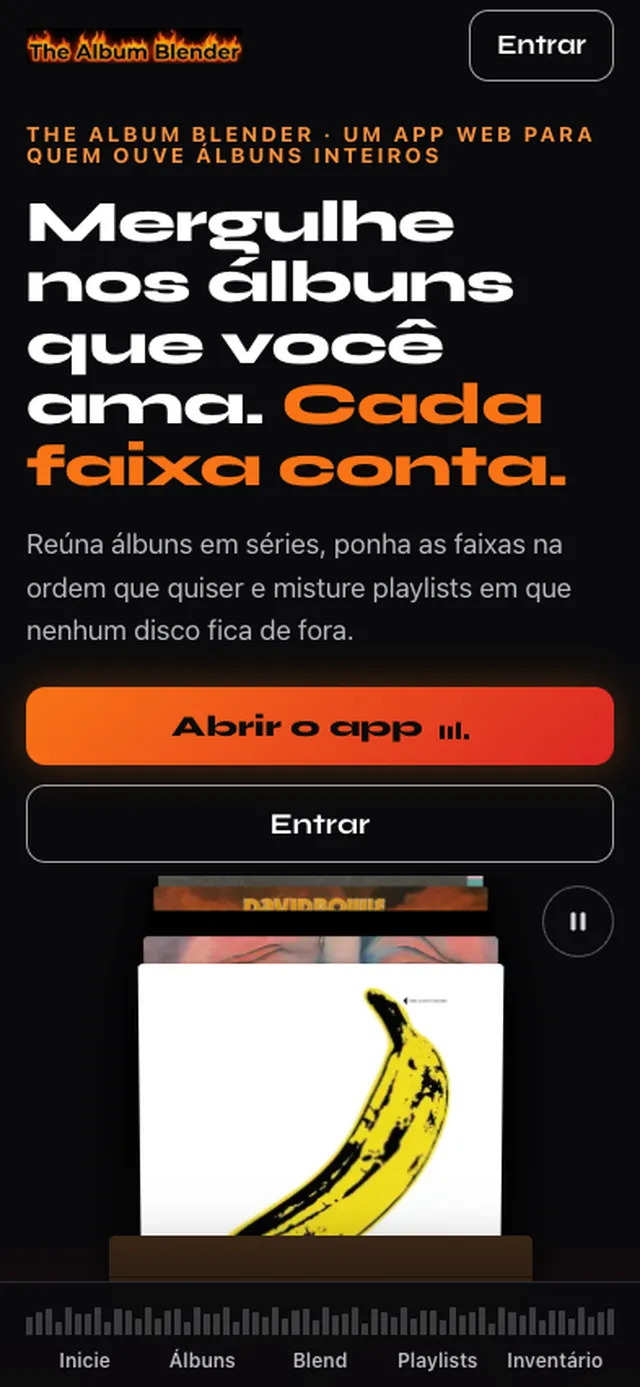 The Album Blender
Entrar
THE ALBUM BLENDER · UM APP WEB PARA
QUEM OUVE ÁLBUNS INTEIROS
Mergulhe
nos álbuns
que você
ama. Cada
faixa conta.
Reúna álbuns em séries, ponha as faixas na
ordem que quiser e misture playlists em que
nenhum disco fica de fora.
Abrir o app
Entrar
DAVID BOWIE
Inicie
Álbuns
Blend
Playlists
Inventário